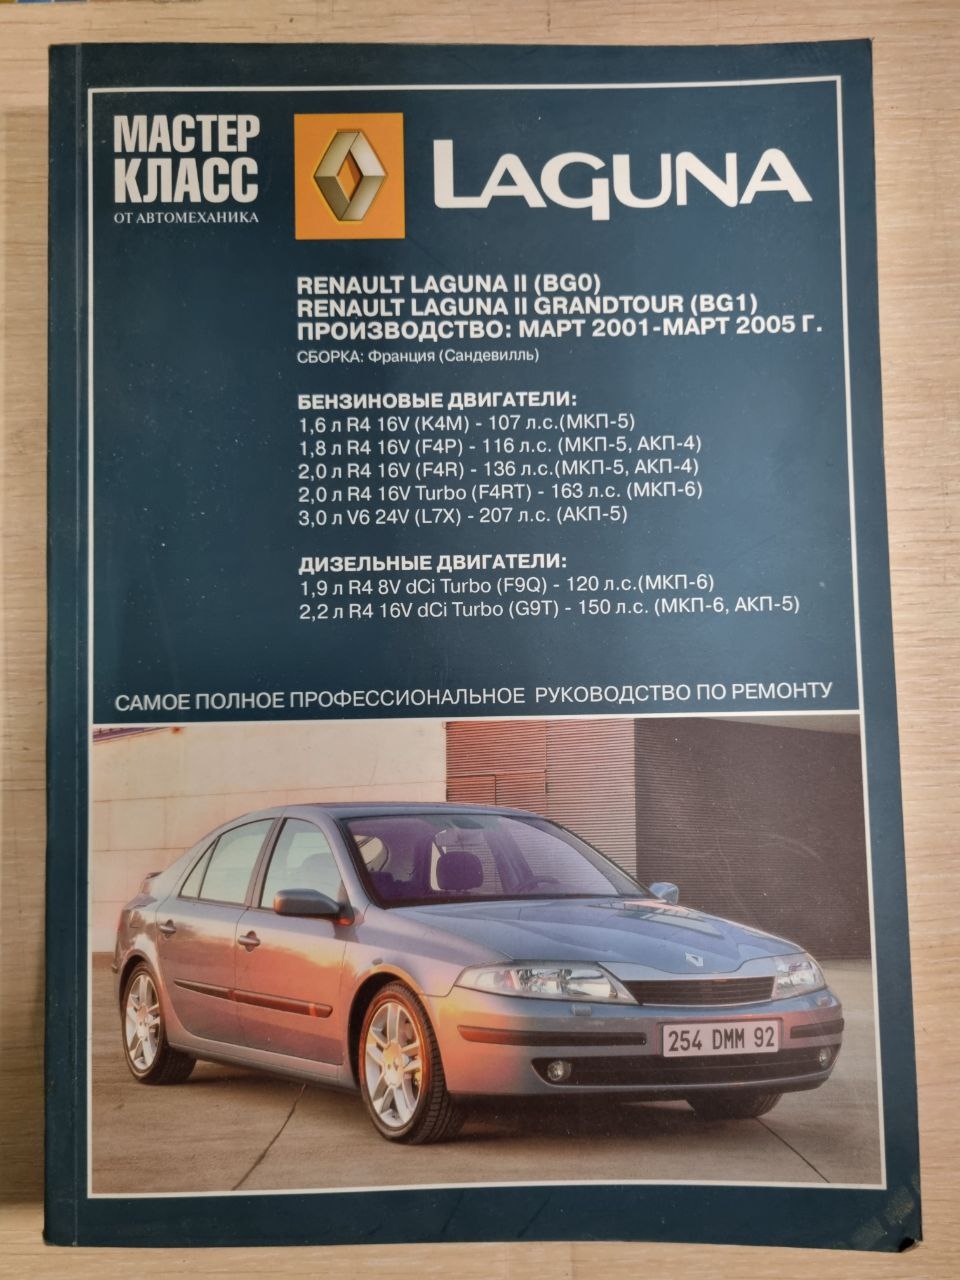 МАСТЕР
КЛАСС
ОТ АВТОМЕХАНИКА
LAGUNA
RENAULT LAGUNA II (BG0)
RENAULT LAGUNA II GRANDTOUR (BG1)
ПРОИЗВОДСТВО: МАРТ 2001-МАРТ 2005 Г.
СБОРКА: Франция (Сандевилль)
БЕНЗИНОВЫЕ ДВИГАТЕЛИ:
1,6 л R4 16V (K4M) - 107 л.с.(МКП-5)
1,8 л R4 16V (F4P) - 116 л.с. (МКП-5, АКП-4)
2,0 л R4 16V (F4R) - 136 л.с.(МКП-5, АКП-4)
2,0 л R4 16V Turbo (F4RT) - 163 л.с. (МКП-6)
3,0 л V6 24V (L7X) - 207 л.с. (АКП-5)
ДИЗЕЛЬНЫЕ ДВИГАТЕЛИ:
1,9 л R4 8V dCi Turbo (F9Q) - 120 л.с.(МКП-6)
2,2 л R4 16V dCi Turbo (G9T) - 150 л.с. (МКП-6, АКП-5)
САМОЕ ПОЛНОЕ ПРОФЕССИОНАЛЬНОЕ РУКОВОДСТВО ПО РЕМОНТУ
254 DMM 92